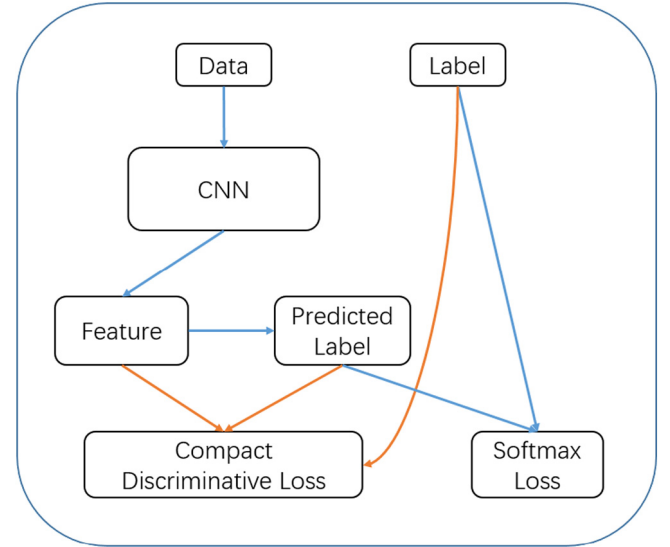 Data
Label
CNN
Feature
Predicted
Label
Compact
Discriminative Loss
Softmax
Loss